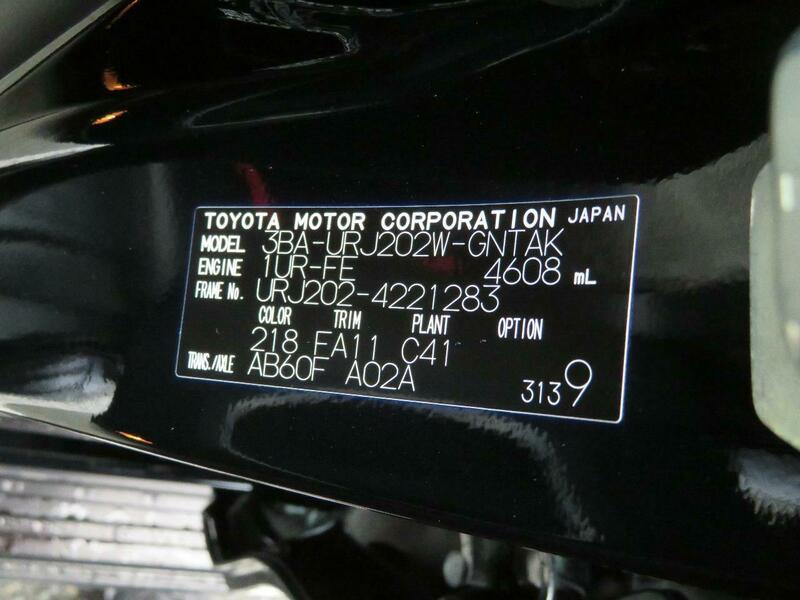 TOYOTA MOTOR CORPORATION JAPAN
MODEL 3BA-URJ202W-GNTAK
ENGINE 1UR-FE 4608 mL
FRAME No. URJ202-4221283
COLOR TRIM PLANT OPTION
218 FA11 C41
TRANS./AXLE AB60F A02A
3139